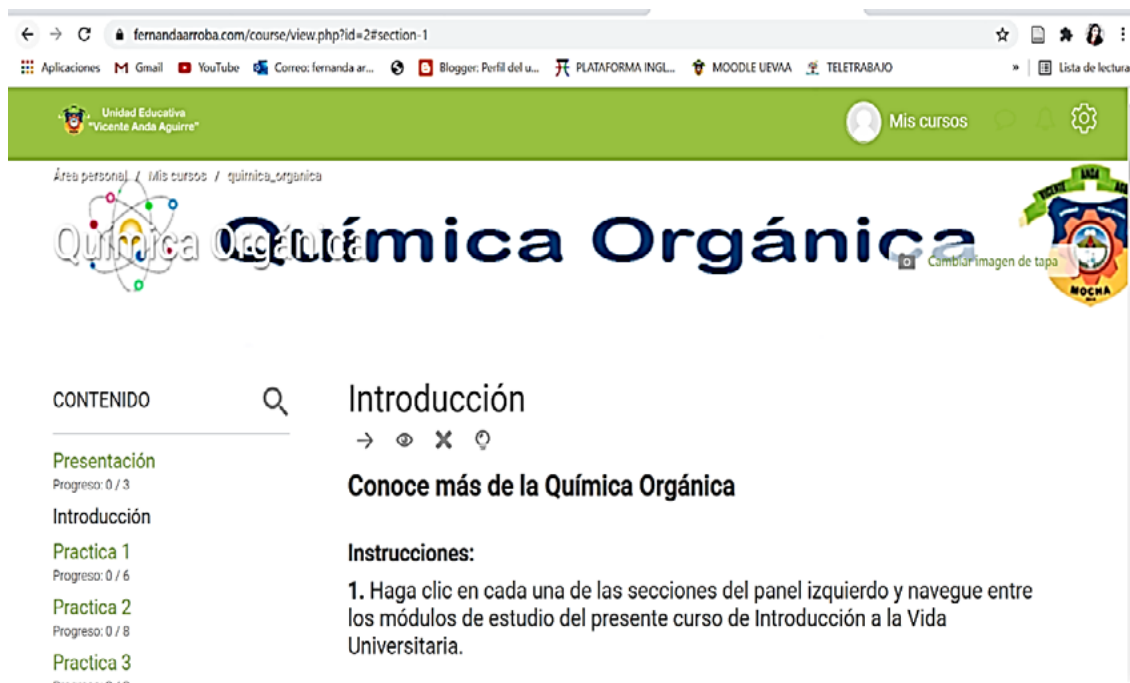 fernandaarroba.com/course/view.php?id=2#section-1
Aplicaciones Gmail YouTube Correo: fernanda ar... Blogger: Perfil del u... PLATAFORMA INGL... MOODLE UEVAA TELETRABAJO » Lista de lectura
Unidad Educativa
"Vicente Anda Aguirre"
Mis cursos
Área personal / Mis cursos / quimica_organica
Química Orgánica
Química Orgánica
Cambiar imagen de tapa
VICENTE ANDA
MOCHA
CONTENIDO
Introducción
Presentación
Progreso: 0 / 3
Conoce más de la Química Orgánica
Introducción
Practica 1
Progreso: 0 / 6
Practica 2
Progreso: 0 / 8
Practica 3
Instrucciones:
1. Haga clic en cada una de las secciones del panel izquierdo y navegue entre
los módulos de estudio del presente curso de Introducción a la Vida
Universitaria.